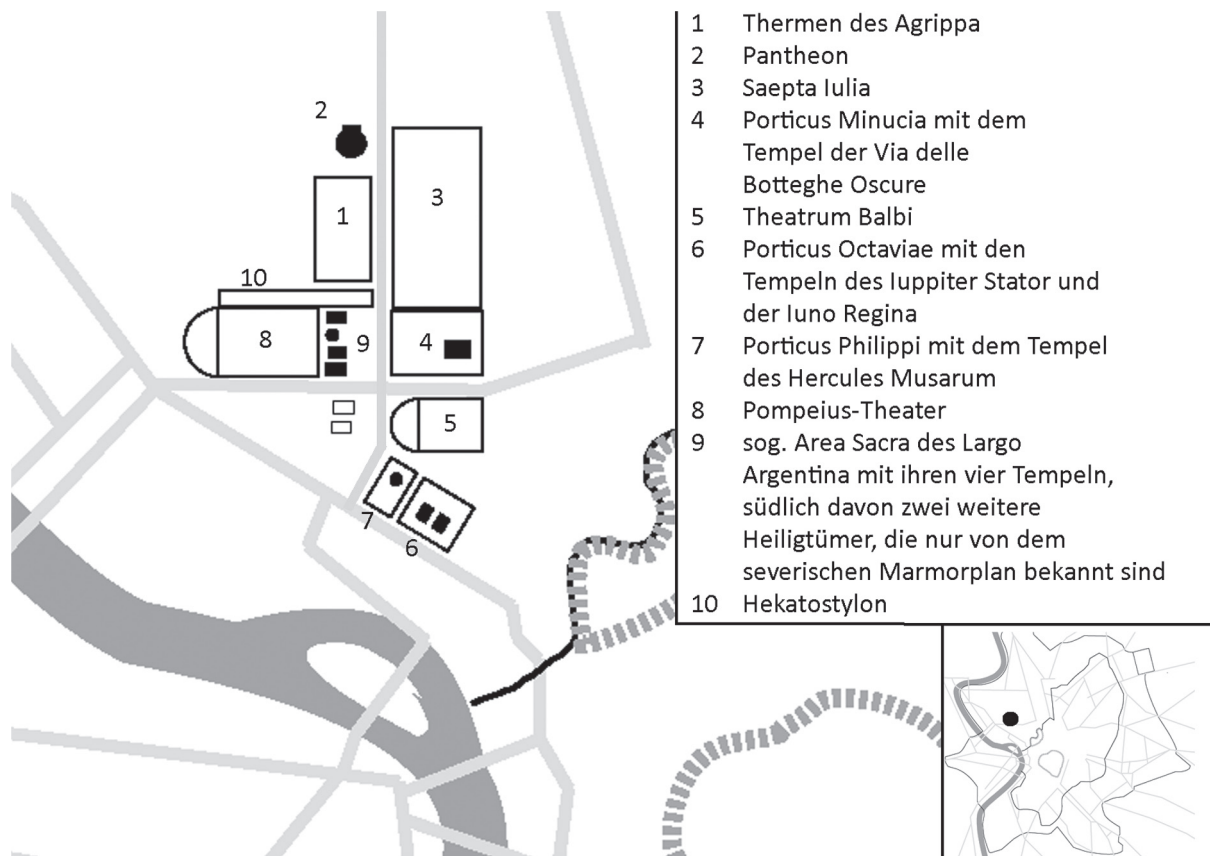 1 Thermen des Agrippa
2 Pantheon
3 Saepta Iulia
4 Porticus Minucia mit dem
Tempel der Via delle
Botteghe Oscure
5 Theatrum Balbi
6 Porticus Octaviae mit den
Tempeln des Iuppiter Stator und
der Iuno Regina
7 Porticus Philippi mit dem Tempel
des Hercules Musarum
8 Pompeius-Theater
9 sog. Area Sacra des Largo
Argentina mit ihren vier Tempeln,
südlich davon zwei weitere
Heiligtümer, die nur von dem
severischen Marmorplan bekannt sind
10 Hekatostylon
2
3
1
10
8
9
4
5
7
6